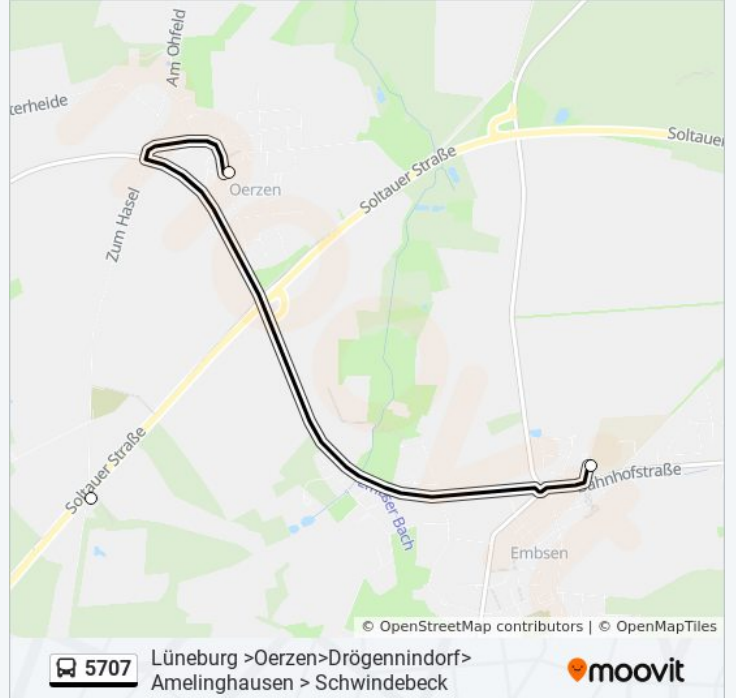 Am Ohfeld
terheide
Soltauer
Soltauer Straße
Oerzen
Zum Hasel
Soltauer Straße
Bahnhofstraße
Embser Bach
Embsen
© OpenStreetMap contributors | © OpenMapTiles
5707
Lüneburg >Oerzen>Drögennindorf>
Amelinghausen > Schwindebeck
moovit